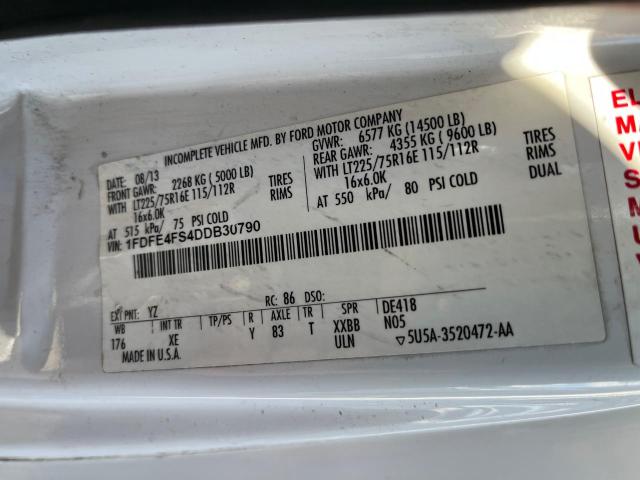 INCOMPLETE VEHICLE MFD. BY FORD MOTOR COMPANY
DATE: 08/13 GVWR: 6577 KG (14500 LB)
FRONT GAWR: 2268 KG (5000 LB) REAR GAWR: 4355 KG (9600 LB)
WITH LT225/75R16E 115/112R TIRES WITH LT225/75R16E 115/112R TIRES
16x6.0K RIMS 16x6.0K RIMS
AT 515 kPa/ 75 PSI COLD AT 550 kPa/ 80 PSI COLD DUAL
VIN: 1FDFE4FS4DDB30790
EXT PNT: YZ RC: 86 DSO:
WB INT TR TP/PS R AXLE TR SPR DE418
176 XE Y 83 T XXBB N05
MADE IN U.S.A. ULN ▽5U5A-3520472-AA
EL
MA
S
M